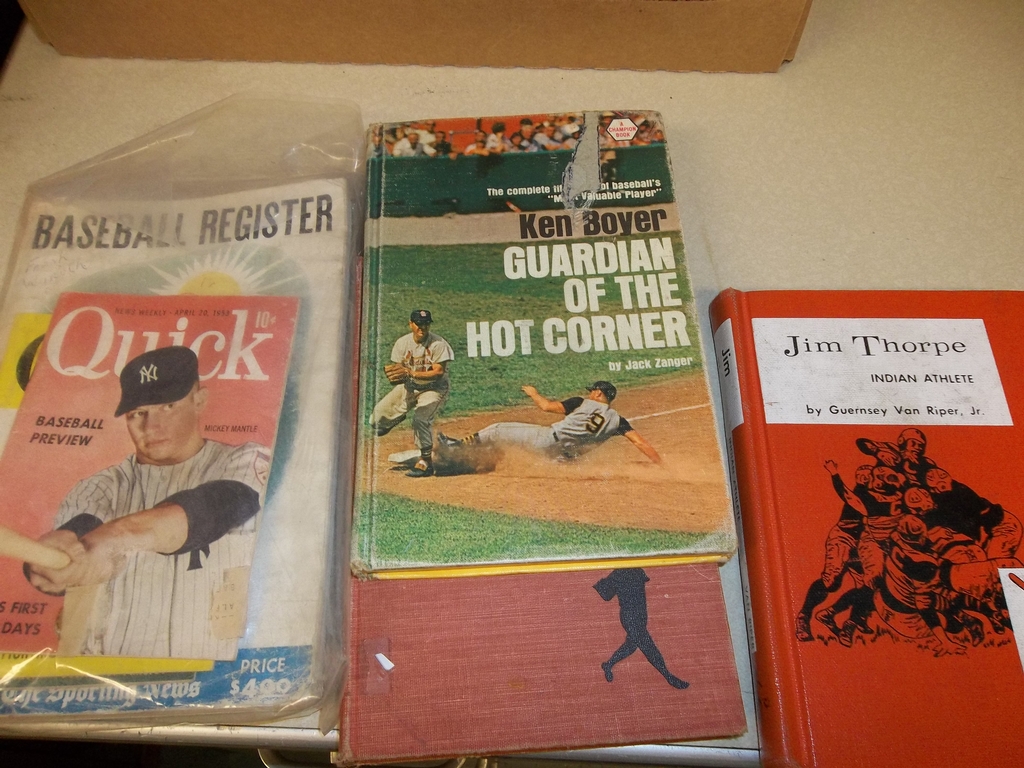 BASEBALL REGISTER
NEWS WEEKLY • APRIL 20, 1953
Quick
10¢
BASEBALL
PREVIEW
MICKEY MANTLE
S FIRST
DAYS
The Sporting News
PRICE
$4.00
A
CHAMPION
BOOK
The complete of baseball's
Valuable Player"
Ken Boyer
GUARDIAN
OF THE
HOT CORNER
by Jack Zanger
Jim
Jim Thorpe
INDIAN ATHLETE
by Guernsey Van Riper, Jr.